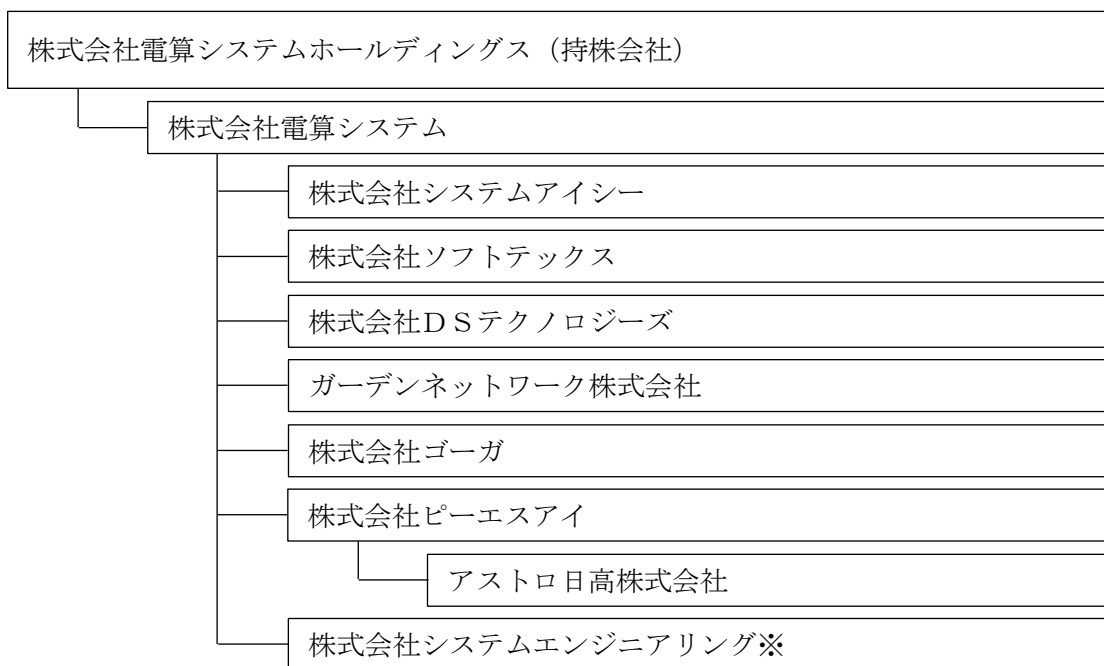 株式会社電算システムホールディングス（持株会社）
株式会社電算システム
株式会社システムアイシー
株式会社ソフトテックス
株式会社ＤＳテクノロジーズ
ガーデンネットワーク株式会社
株式会社ゴーガ
株式会社ピーエスアイ
アストロ日高株式会社
株式会社システムエンジニアリング※